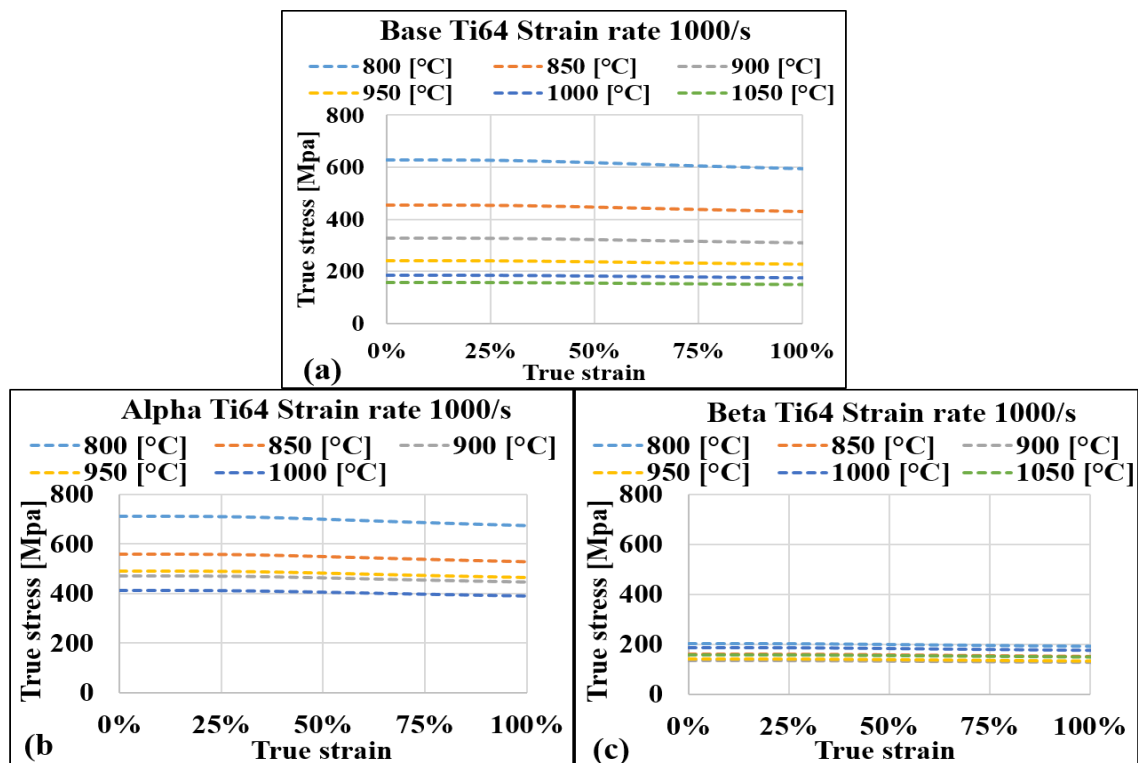 Base Ti64 Strain rate 1000/s
800 [°C] 850 [°C] 900 [°C]
950 [°C] 1000 [°C] 1050 [°C]
True stress [Mpa]
800
600
400
200
0
0% 25% 50% 75% 100%
True strain
(a)
Alpha Ti64 Strain rate 1000/s
800 [°C] 850 [°C] 900 [°C]
950 [°C] 1000 [°C]
True stress [Mpa]
800
600
400
200
0
0% 25% 50% 75% 100%
True strain
(b
Beta Ti64 Strain rate 1000/s
800 [°C] 850 [°C] 900 [°C]
950 [°C] 1000 [°C] 1050 [°C]
True stress [Mpa]
800
600
400
200
0
0% 25% 50% 75% 100%
True strain
(c)